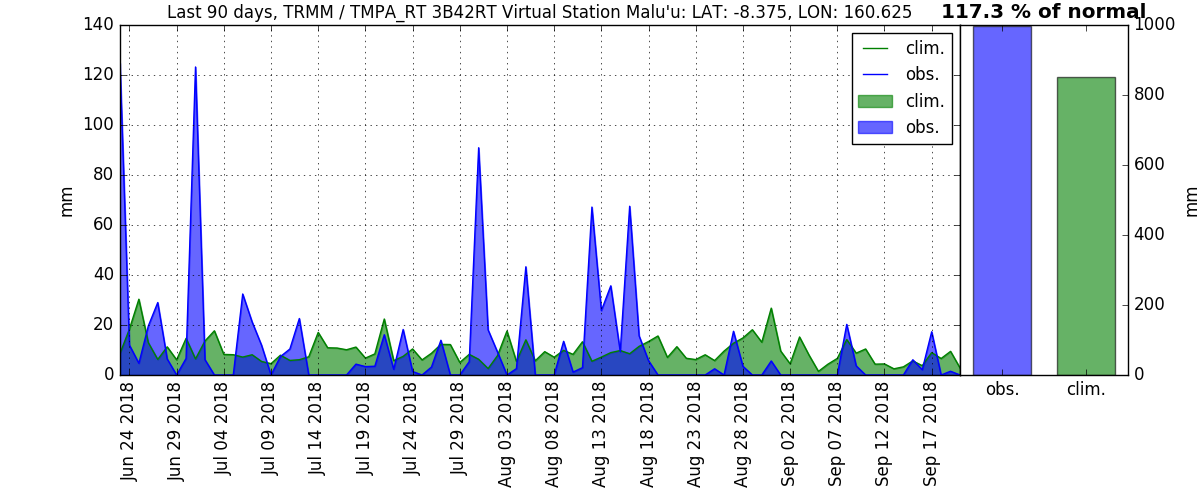 Last 90 days, TRMM / TMPA_RT 3B42RT Virtual Station Malu'u: LAT: -8.375, LON: 160.625
117.3 % of normal
140
120
100
80
60
40
20
0
mm
clim.
obs.
clim.
obs.
1000
800
600
400
200
0
mm
Jun 24 2018
Jun 29 2018
Jul 04 2018
Jul 09 2018
Jul 14 2018
Jul 19 2018
Jul 24 2018
Jul 29 2018
Aug 03 2018
Aug 08 2018
Aug 13 2018
Aug 18 2018
Aug 23 2018
Aug 28 2018
Sep 02 2018
Sep 07 2018
Sep 12 2018
Sep 17 2018
obs.
clim.